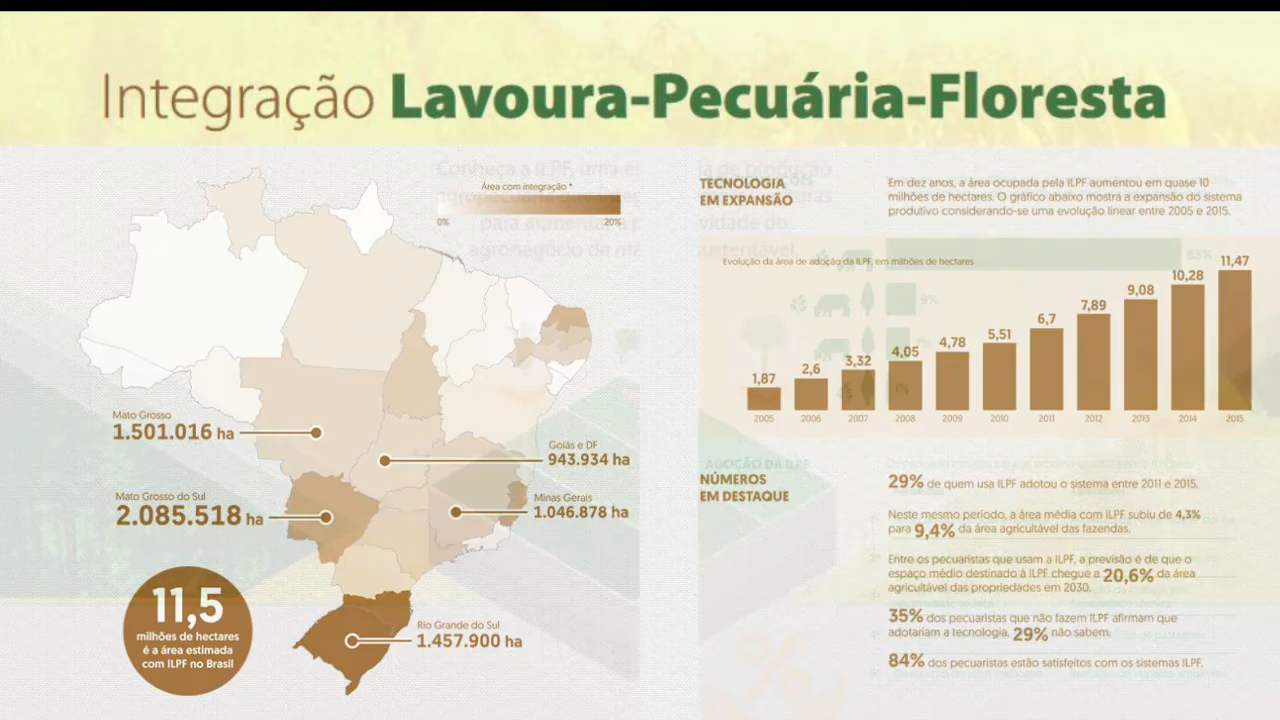 Integração Lavoura-Pecuária-Floresta
Área com integração *
0% 20%
Mato Grosso
1.501.016 ha
Mato Grosso do Sul
2.085.518 ha
Goiás e DF
943.934 ha
Minas Gerais
1.046.878 ha
Rio Grande do Sul
1.457.900 ha
11,5
milhões de hectares
é a área estimada
com ILPF no Brasil
TECNOLOGIA
EM EXPANSÃO
Em dez anos, a área ocupada pela ILPF aumentou em quase 10
milhões de hectares. O gráfico abaixo mostra a expansão do sistema
produtivo considerando-se uma evolução linear entre 2005 e 2015.
Evolução da área de adoção da ILPF, em milhões de hectares
83%
9%
1,87 2,6 3,32 4,05 4,78 5,51 6,7 7,89 9,08 10,28 11,47
2005 2006 2007 2008 2009 2010 2011 2012 2013 2014 2015
ADOÇÃO DA ILPF
NÚMEROS
EM DESTAQUE
29% de quem usa ILPF adotou o sistema entre 2011 e 2015.
Neste mesmo período, a área média com ILPF subiu de 4,3%
para 9,4% da área agricultável das fazendas.
Entre os pecuaristas que usam a ILPF, a previsão é de que o
espaço médio destinado à ILPF chegue a 20,6% da área
agricultável das propriedades em 2030.
35% dos pecuaristas que não fazem ILPF afirmam que
adotariam a tecnologia, 29% não sabem.
84% dos pecuaristas estão satisfeitos com os sistemas ILPF.